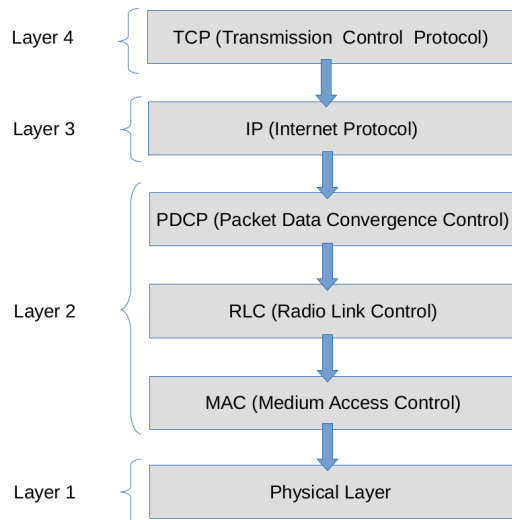 Layer 4
TCP (Transmission Control Protocol)
Layer 3
IP (Internet Protocol)
PDCP (Packet Data Convergence Control)
Layer 2
RLC (Radio Link Control)
MAC (Medium Access Control)
Layer 1
Physical Layer